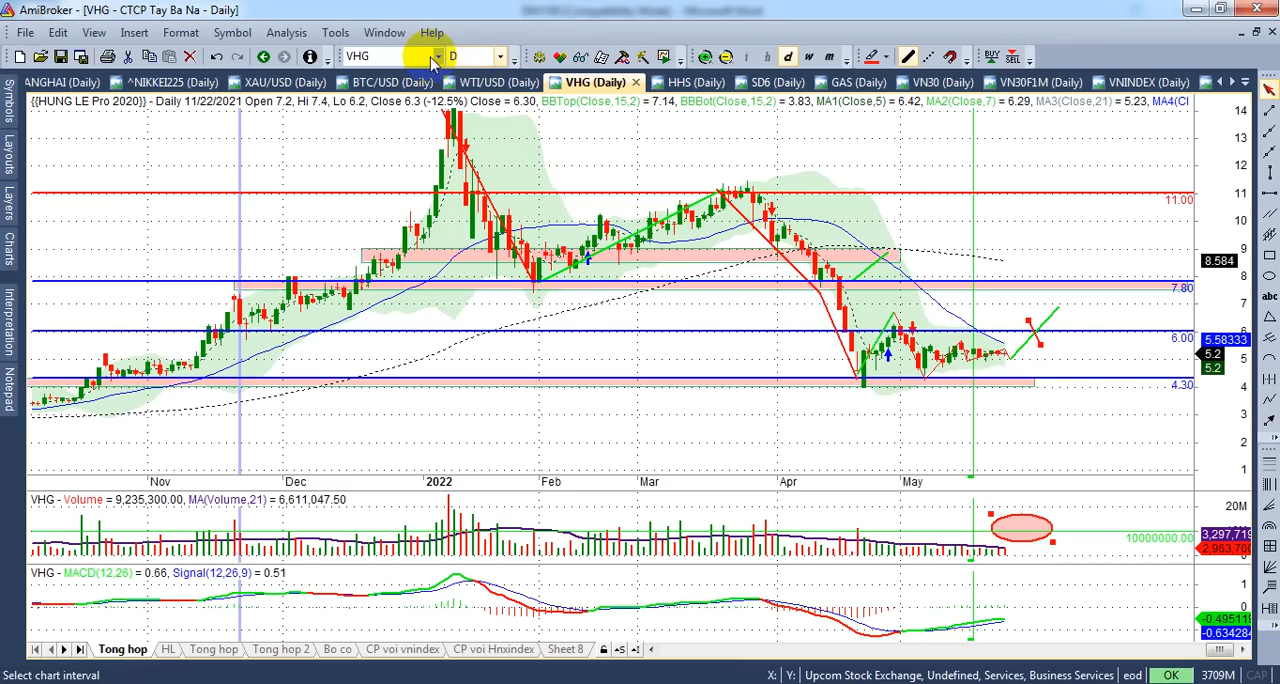 AmiBroker - [VHG - CTCP Tay Ba Na - Daily]
File Edit View Insert Format Symbol Analysis Tools Window Help
VHG D i h d w m BUY SELL
ANGHAI (Daily) ^NIKKEI225 (Daily) XAU/USD (Daily) BTC/USD (Daily) WTI/USD (Daily) VHG (Daily) HHS (Daily) SD6 (Daily) GAS (Daily) VN30 (Daily) VN30F1M (Daily) VNINDEX (Daily)
{{HUNG LE Pro 2020}} - Daily 11/22/2021 Open 7.2, Hi 7.4, Lo 6.2, Close 6.3 (-12.5%) Close = 6.30, BBTop(Close,15,2) = 7.14, BBBot(Close,15,2) = 3.83, MA1(Close,5) = 6.42, MA2(Close,7) = 6.29, MA3(Close,21) = 5.23, MA4(Cl
Symbols
Layouts
Layers
Charts
Interpretation
Notepad
14
13
12
11
11.00
10
9
8.584
8
7.80
7
6
6.00
5.58333
5
5.2
5.2
4
4.30
3
2
1
Nov Dec 2022 Feb Mar Apr May
VHG - Volume = 9,235,300.00, MA(Volume,21) = 6,611,047.50
20M
10000000.00
3,297,719
2,963,700
VHG - MACD(12,26) = 0.66, Signal(12,26,9) = 0.51
1
0
-0.495119
-0.634284
Tong hop HL Tong hop Tong hop 2 Bo co CP voi vnindex CP voi Hnxindex Sheet 8
abc
Select chart interval X: Y: Upcom Stock Exchange, Undefined, Services, Business Services eod OK 3709M CAP